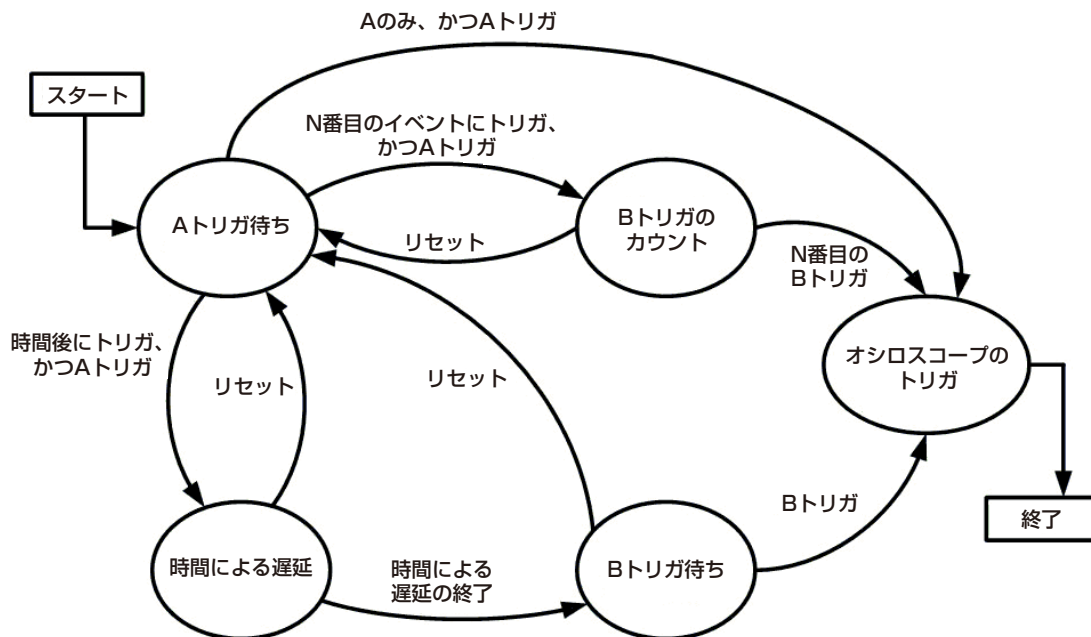 Aのみ、かつAトリガ
スタート
N番目のイベントにトリガ、
かつAトリガ
Aトリガ待ち
リセット
Bトリガの
カウント
N番目の
Bトリガ
時間後にトリガ、
かつAトリガ
リセット
リセット
オシロスコープの
トリガ
Bトリガ
終了
時間による遅延
時間による
遅延の終了
Bトリガ待ち